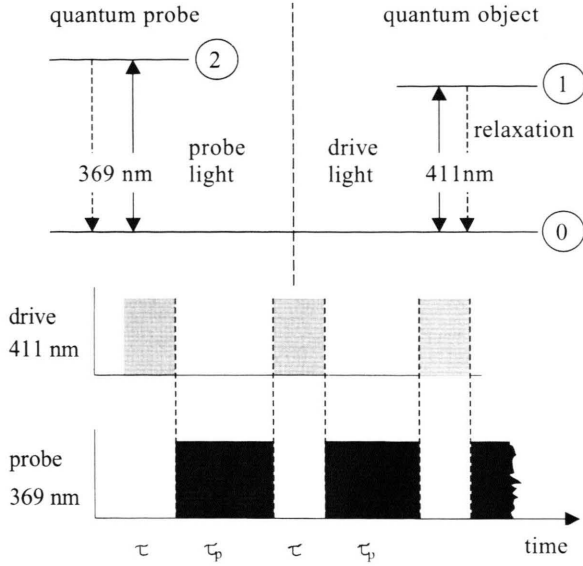 quantum probe
quantum object
2
1
relaxation
probe
light
drive
light
369 nm
411nm
0
drive
411 nm
probe
369 nm
τ τp τ τp time